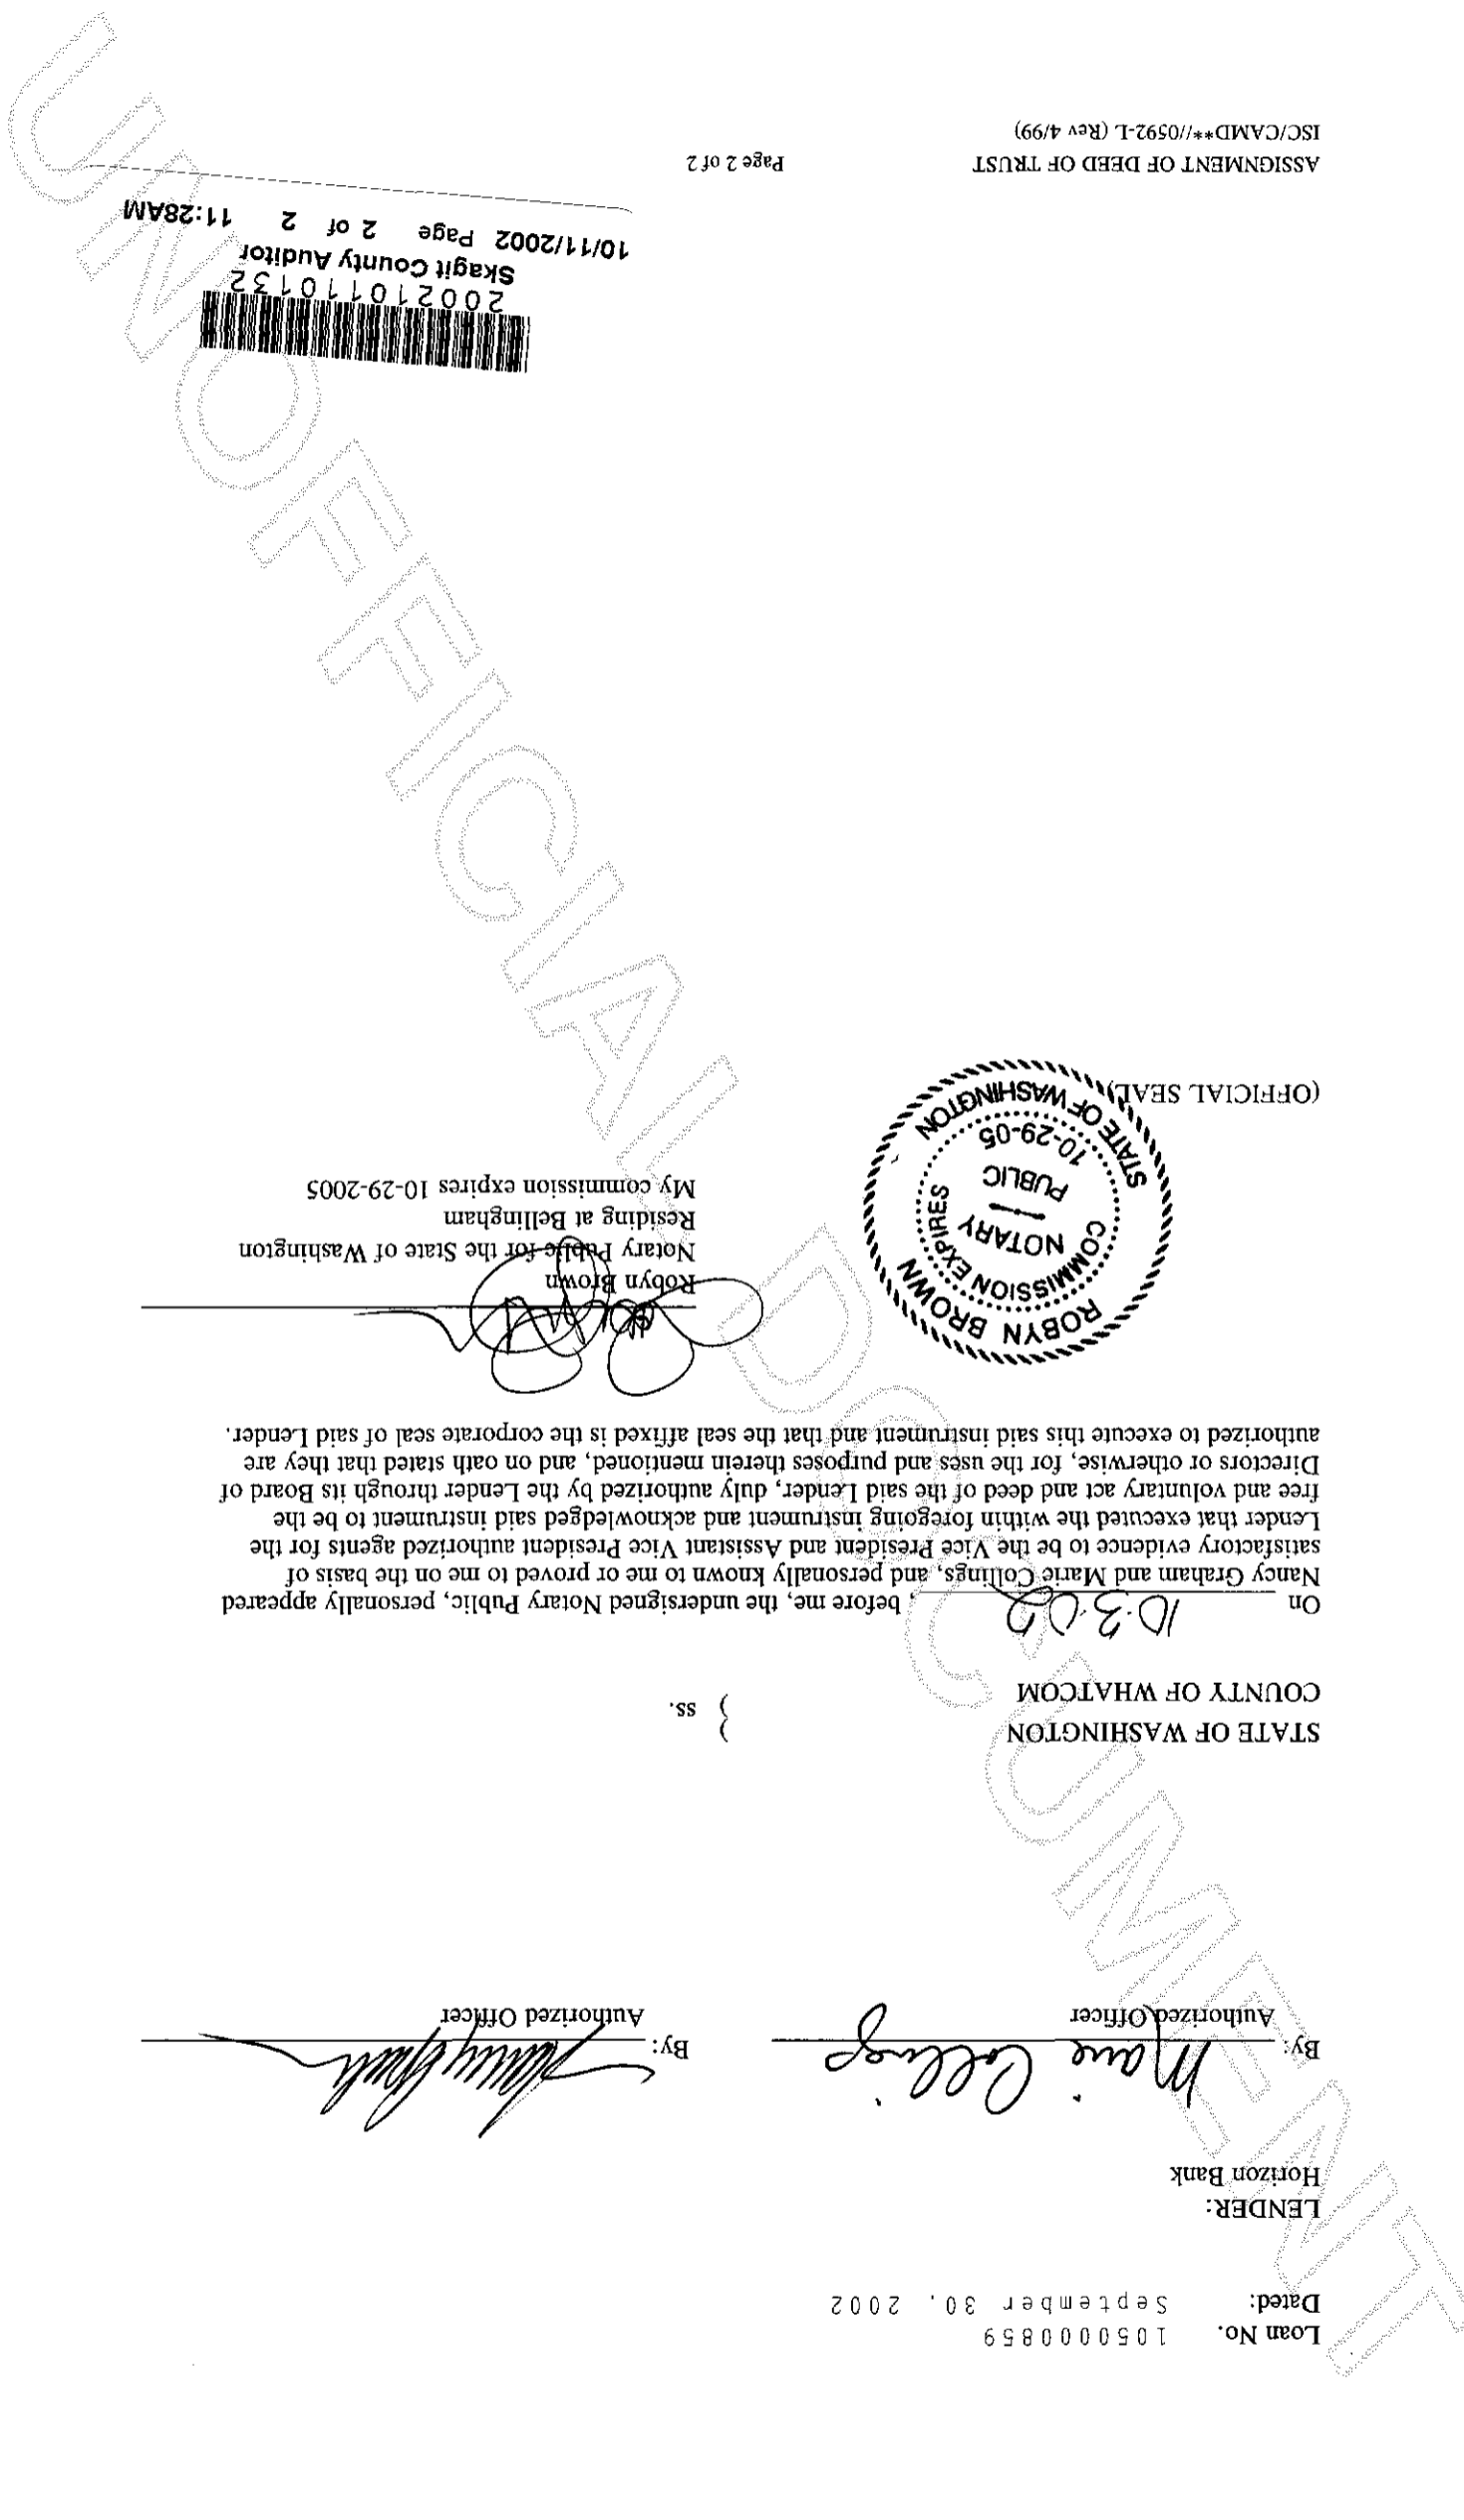 Loan No. 1050000859
Dated: September 30, 2002
LENDER:
Horizon Bank
By: Marie Collings
Authorized Officer
By:
Authorized Officer
STATE OF WASHINGTON
} ss.
COUNTY OF WHATCOM
On 10.3.02, before me, the undersigned Notary Public, personally appeared
Nancy Graham and Marie Collings, and personally known to me or proved to me on the basis of
satisfactory evidence to be the Vice President and Assistant Vice President authorized agents for the
Lender that executed the within foregoing instrument and acknowledged said instrument to be the
free and voluntary act and deed of the said Lender, duly authorized by the Lender through its Board of
Directors or otherwise, for the uses and purposes therein mentioned, and on oath stated that they are
authorized to execute this said instrument and that the seal affixed is the corporate seal of said Lender.
ROBYN BROWN
COMMISSION EXPIRES
NOTARY
PUBLIC
10-29-05
STATE OF WASHINGTON
Robyn Brown
Notary Public for the State of Washington
Residing at Bellingham
My commission expires 10-29-2005
(OFFICIAL SEAL)
200210110132
Skagit County Auditor
10/11/2002 Page 2 of 2 11:28AM
ASSIGNMENT OF DEED OF TRUST
Page 2 of 2
ISC/CAMD**//0592-L (Rev 4/99)
UNOFFICIAL DOCUMENT